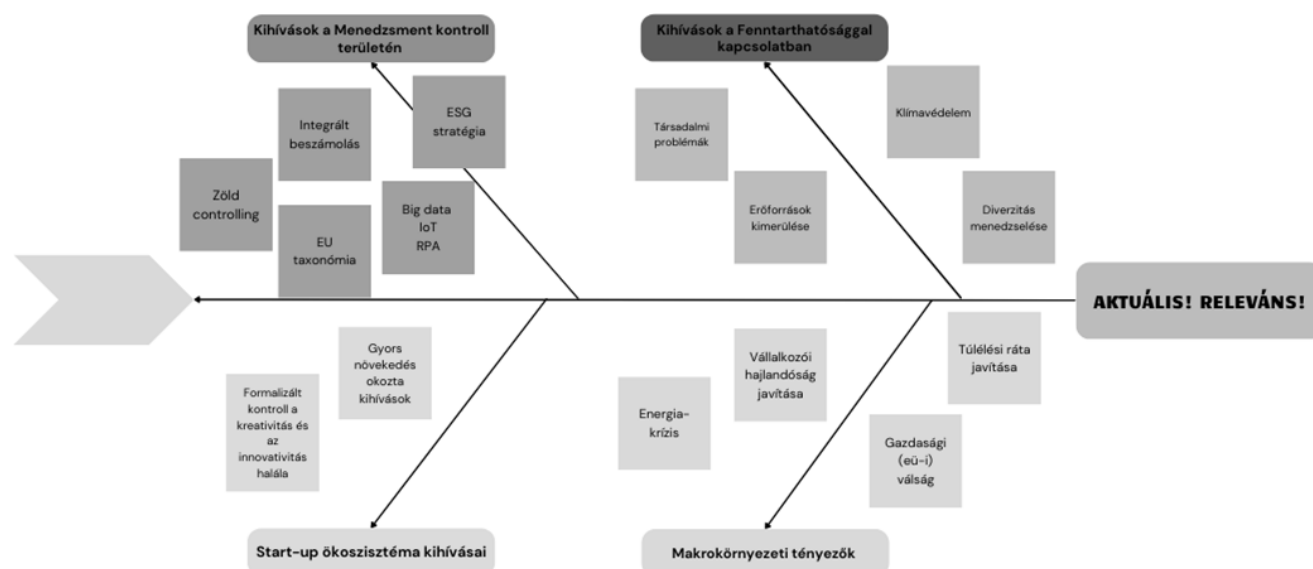 Kihívások a Menedzsment kontroll
területén
Kihívások a Fenntarthatósággal
kapcsolatban
ESG
stratégia
Integrált
beszámolás
Zöld
controlling
EU
taxonómia
Big data
IoT
RPA
Társadalmi
problémák
Klímavédelem
Erőforrások
kimerülése
Diverzitás
menedzselése
AKTUÁLIS! RELEVÁNS!
Gyors
növekedés
okozta
kihívások
Formalizált
kontroll a
kreativitás és
az
innovativitás
halála
Vállalkozói
hajlandóság
javítása
Túlélési ráta
javítása
Energia-
krízis
Gazdasági
(eü-i)
válság
Start-up ökoszisztéma kihívásai
Makrokörnyezeti tényezők